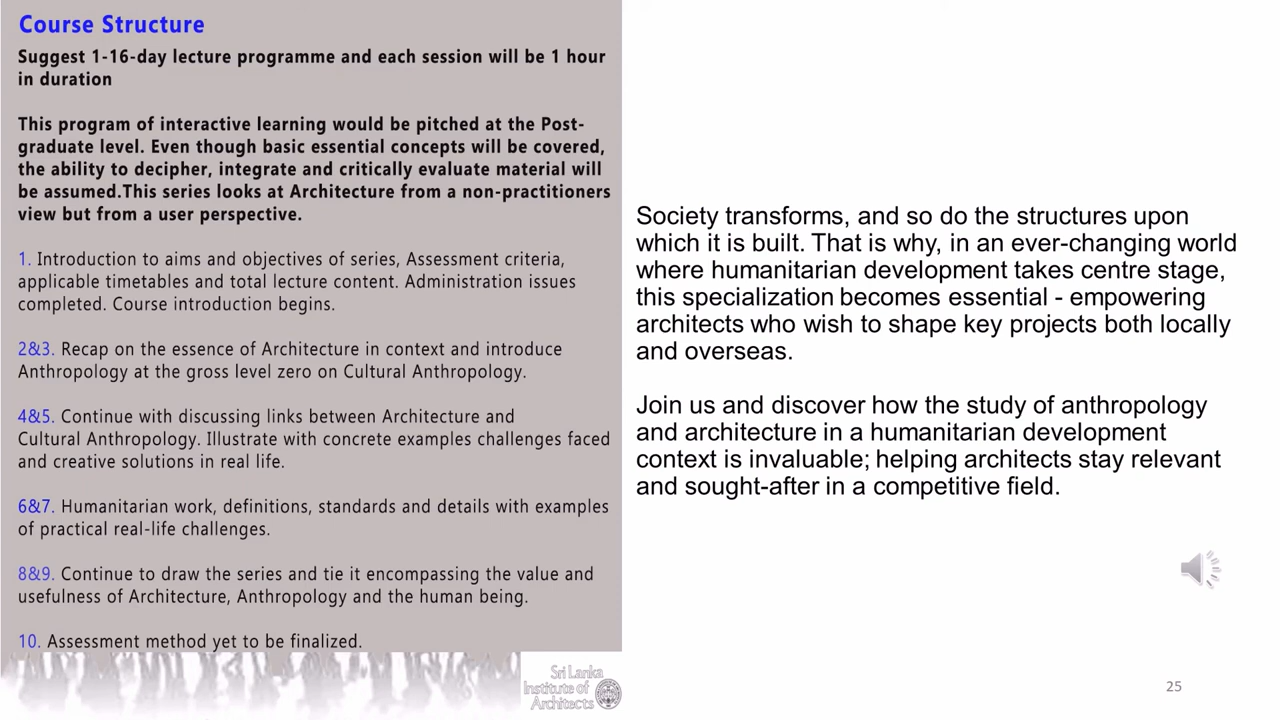 Course Structure
Suggest 1-16-day lecture programme and each session will be 1 hour
in duration
This program of interactive learning would be pitched at the Post-
graduate level. Even though basic essential concepts will be covered,
the ability to decipher, integrate and critically evaluate material will
be assumed.This series looks at Architecture from a non-practitioners
view but from a user perspective.
1. Introduction to aims and objectives of series, Assessment criteria,
applicable timetables and total lecture content. Administration issues
completed. Course introduction begins.
2&3. Recap on the essence of Architecture in context and introduce
Anthropology at the gross level zero on Cultural Anthropology.
4&5. Continue with discussing links between Architecture and
Cultural Anthropology. Illustrate with concrete examples challenges faced
and creative solutions in real life.
6&7. Humanitarian work, definitions, standards and details with examples
of practical real-life challenges.
8&9. Continue to draw the series and tie it encompassing the value and
usefulness of Architecture, Anthropology and the human being.
10. Assessment method yet to be finalized.
Sri Lanka
Institute of
Architects
Society transforms, and so do the structures upon
which it is built. That is why, in an ever-changing world
where humanitarian development takes centre stage,
this specialization becomes essential - empowering
architects who wish to shape key projects both locally
and overseas.
Join us and discover how the study of anthropology
and architecture in a humanitarian development
context is invaluable; helping architects stay relevant
and sought-after in a competitive field.
25